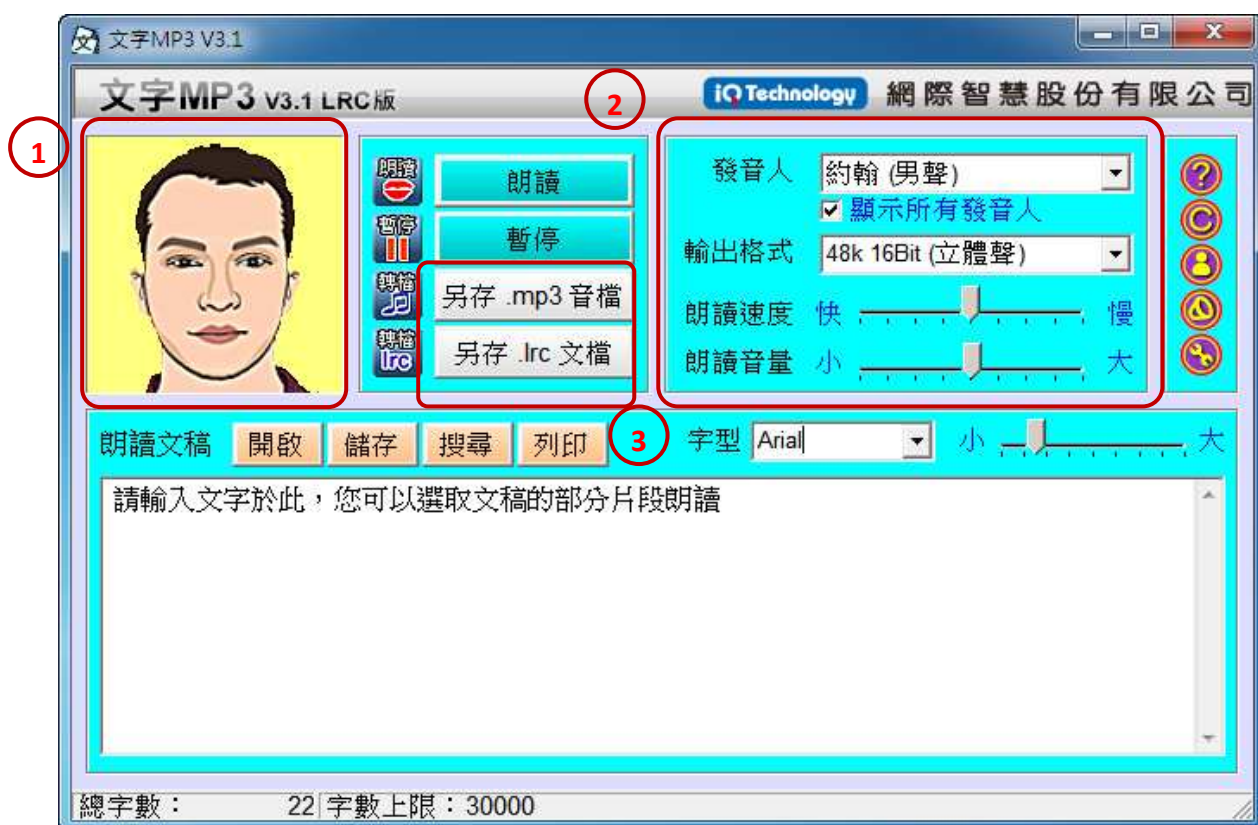 文字MP3 V3.1
文字MP3 V3.1 LRC版
iQ Technology 網際智慧股份有限公司
1
2
朗讀 朗讀
暫停 暫停
轉檔 另存 .mp3 音檔
轉檔 lrc 另存 .lrc 文檔
發音人 約翰 (男聲)
顯示所有發音人
輸出格式 48k 16Bit (立體聲)
朗讀速度 快 慢
朗讀音量 小 大
朗讀文稿 開啟 儲存 搜尋 列印 3 字型 Arial 小 大
請輸入文字於此，您可以選取文稿的部分片段朗讀
總字數： 22 字數上限：30000